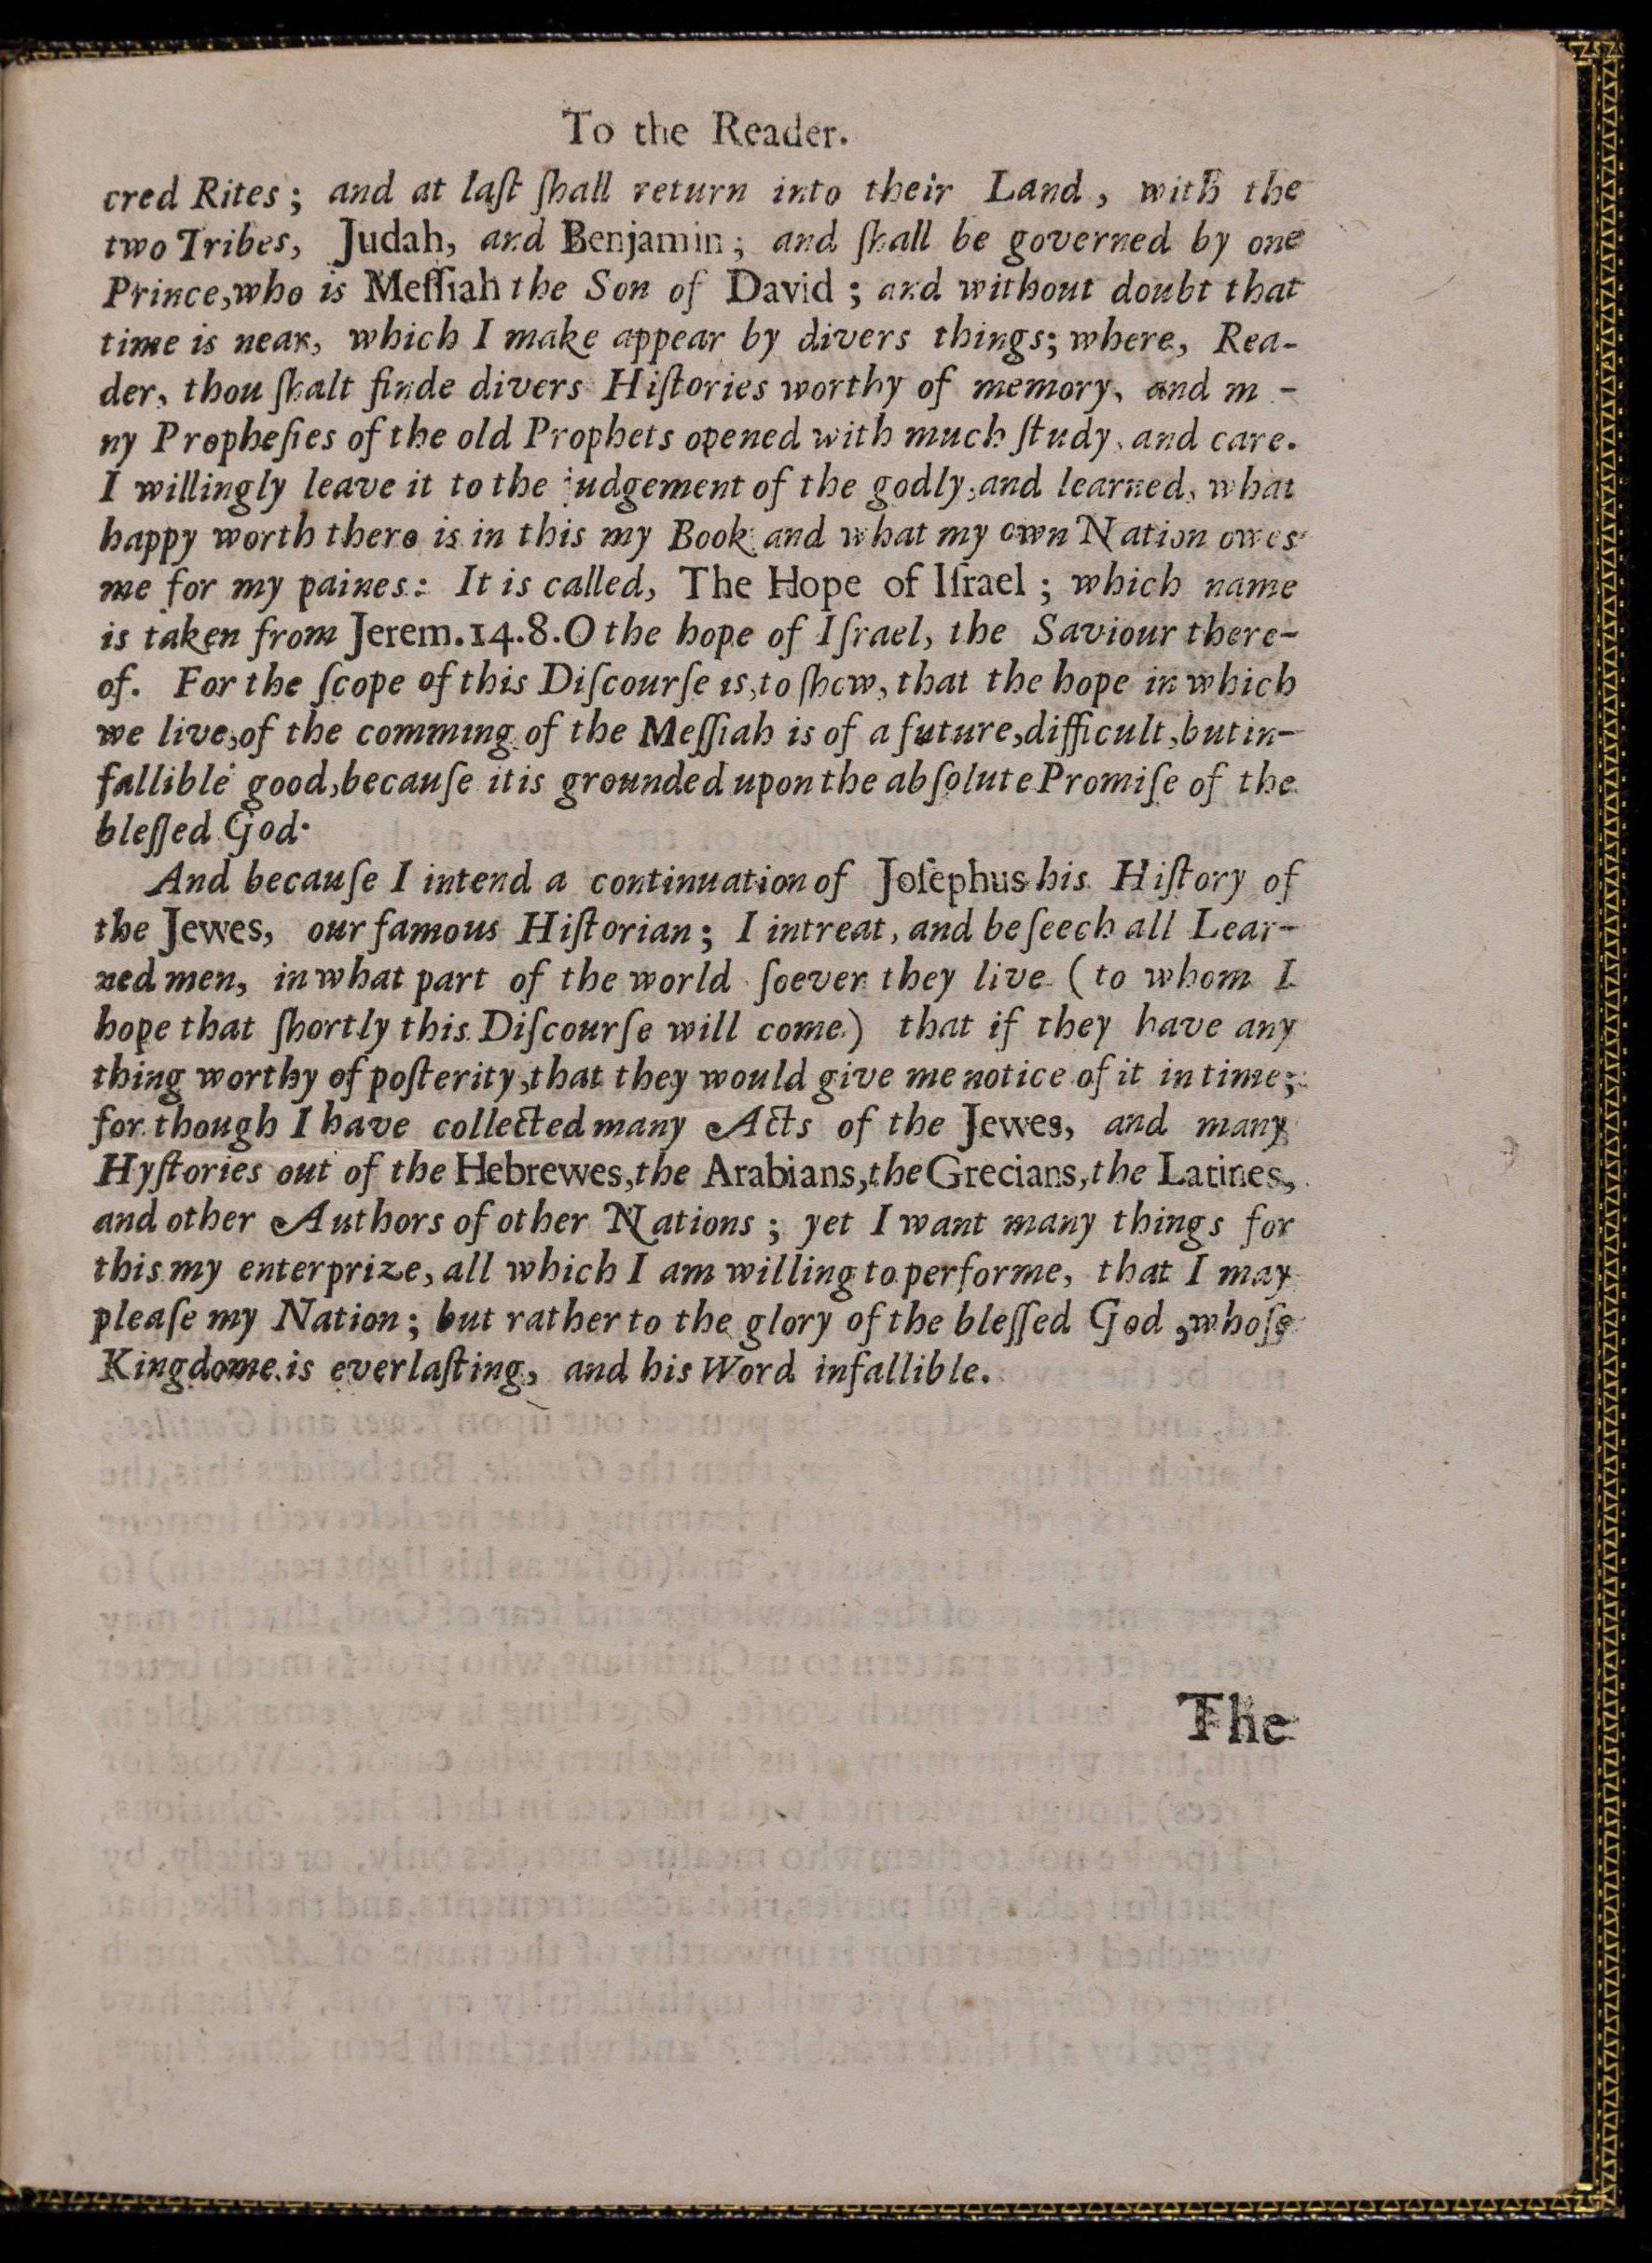 To the Reader.
cred Rites; and at laſt ſhall return into their Land, with the
two Tribes, Judah, and Benjamin; and ſhall be governed by one
Prince, who is Meſſiah the Son of David; and without doubt that
time is near, which I make appear by divers things; where, Rea-
der, thou ſhalt finde divers Hiſtories worthy of memory, and m -
ny Propheſies of the old Prophets opened with much ſtudy, and care.
I willingly leave it to the judgement of the godly, and learned, what
happy worth there is in this my Book and what my own Nation owes
me for my paines: It is called, The Hope of Iſrael; which name
is taken from Jerem.14.8. O the hope of Iſrael, the Saviour there-
of. For the ſcope of this Diſcourſe is, to ſhow, that the hope in which
we live, of the comming of the Meſſiah is of a future, difficult, but in-
fallible good, becauſe it is grounded upon the abſolute Promiſe of the
bleſſed God.
And becauſe I intend a continuation of Joſephus his Hiſtory of
the Jewes, our famous Hiſtorian; I intreat, and beſeech all Lear-
ned men, in what part of the world ſoever they live (to whom I
hope that ſhortly this Diſcourſe will come) that if they have any
thing worthy of poſterity, that they would give me notice of it in time;
for though I have collected many Acts of the Jewes, and many
Hyſtories out of the Hebrewes, the Arabians, the Grecians, the Latines,
and other Authors of other Nations; yet I want many things for
this my enterprize, all which I am willing to performe, that I may
pleaſe my Nation; but rather to the glory of the bleſſed God, whoſe
Kingdome is everlaſting, and his Word infallible.
The